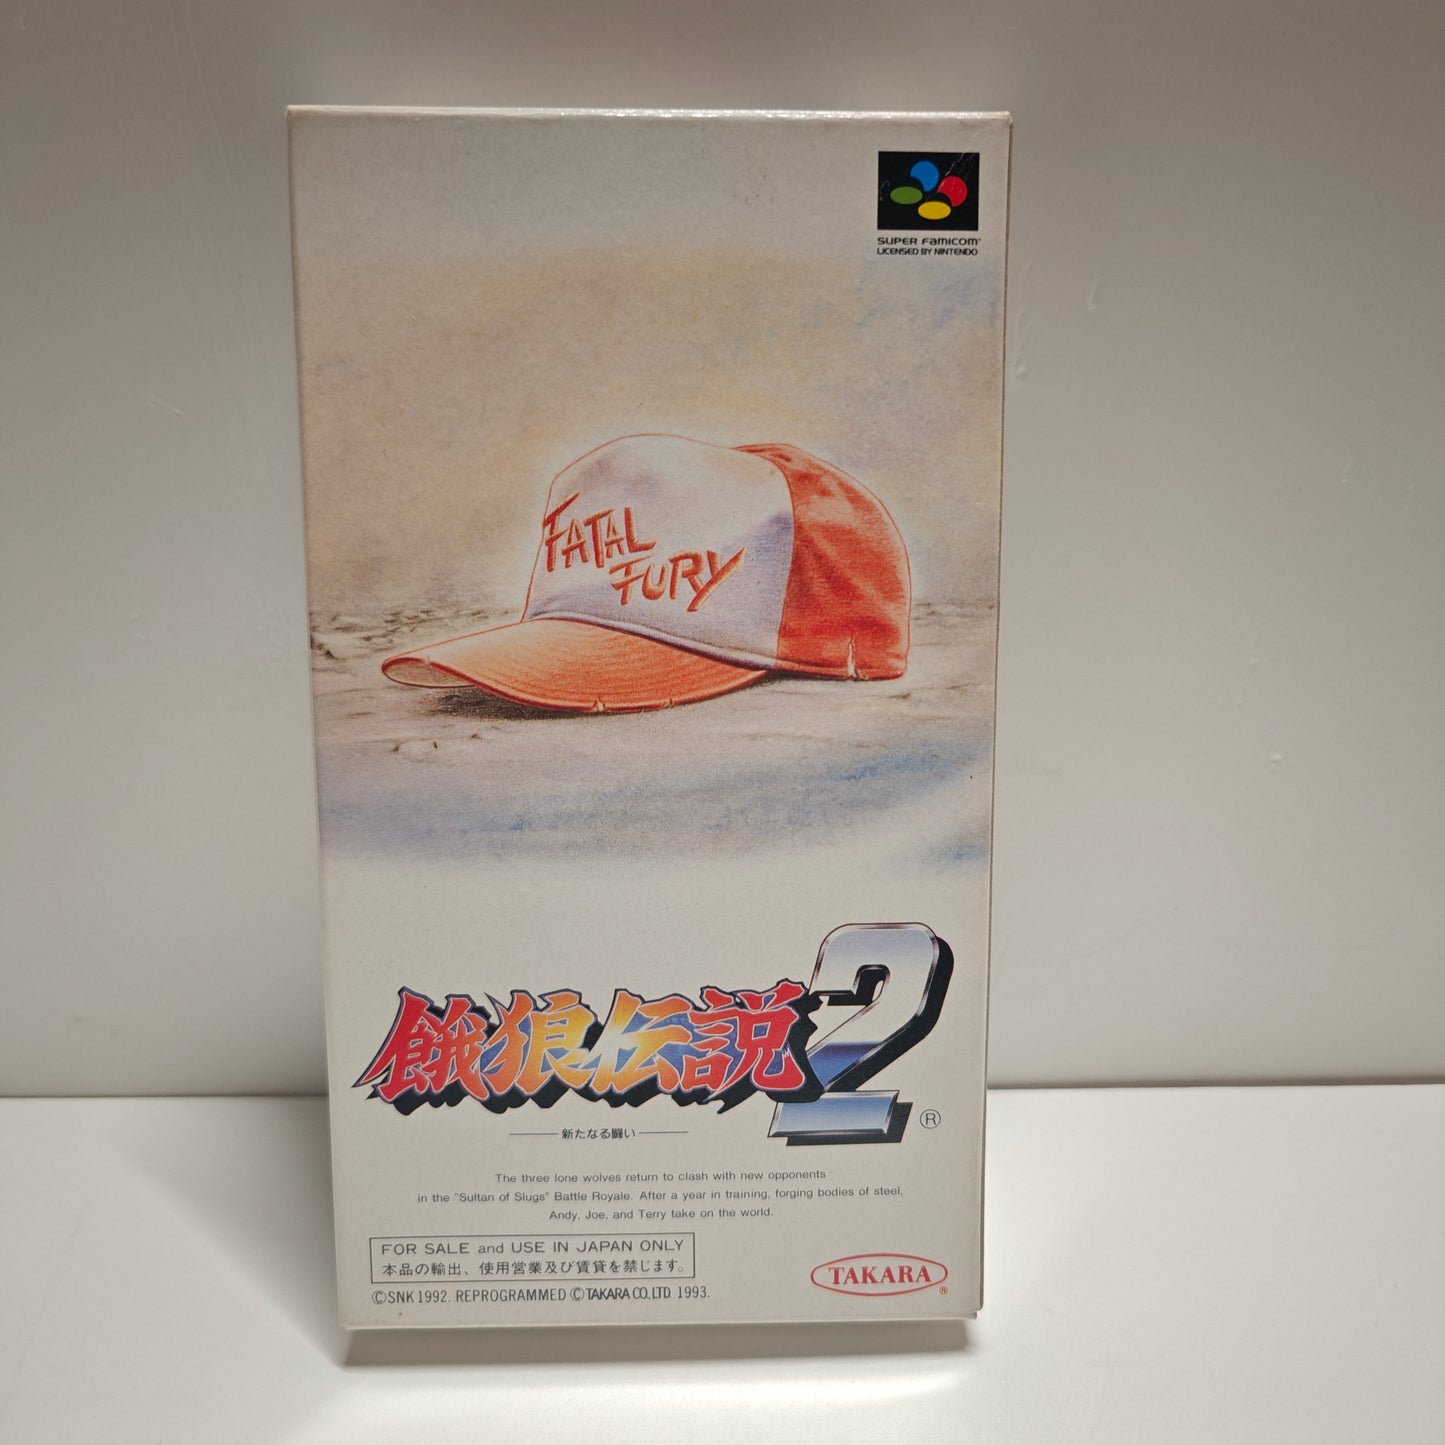 SUPER FAMICOM
LICENSED BY NINTENDO
FATAL
FURY
餓狼伝説2
®
新たなる闘い
The three lone wolves return to clash with new opponents
in the "Sultan of Slugs" Battle Royale. After a year in training, forging bodies of steel,
Andy, Joe, and Terry take on the world.
FOR SALE and USE IN JAPAN ONLY
本品の輸出、使用営業及び賃貸を禁じます。
TAKARA®
©SNK 1992. REPROGRAMMED ©TAKARA CO.,LTD. 1993.